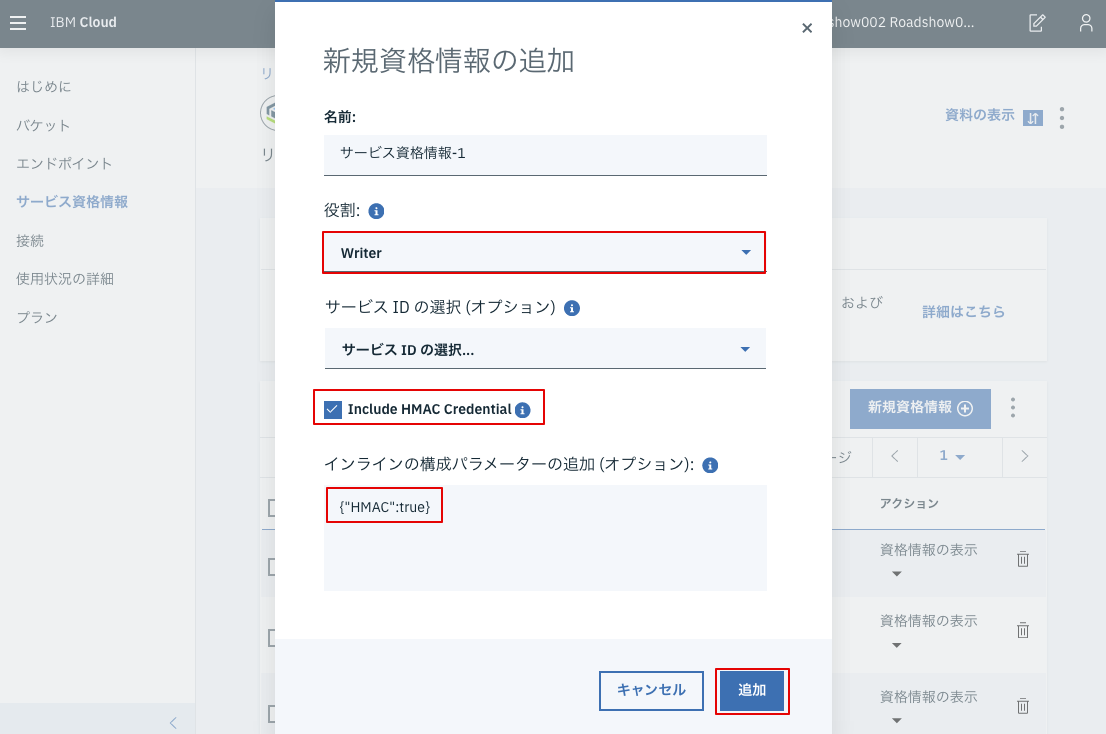 IBM Cloud
show002 Roadshow0...
はじめに
バケット
エンドポイント
サービス資格情報
接続
使用状況の詳細
プラン
リ
リ
資料の表示
新規資格情報の追加
名前:
サービス資格情報-1
役割:
Writer
サービス ID の選択 (オプション)
サービス ID の選択...
Include HMAC Credential
インラインの構成パラメーターの追加 (オプション):
{"HMAC":true}
キャンセル
追加
および
詳細はこちら
新規資格情報
ージ
1
アクション
資格情報の表示
資格情報の表示
資格情報の表示